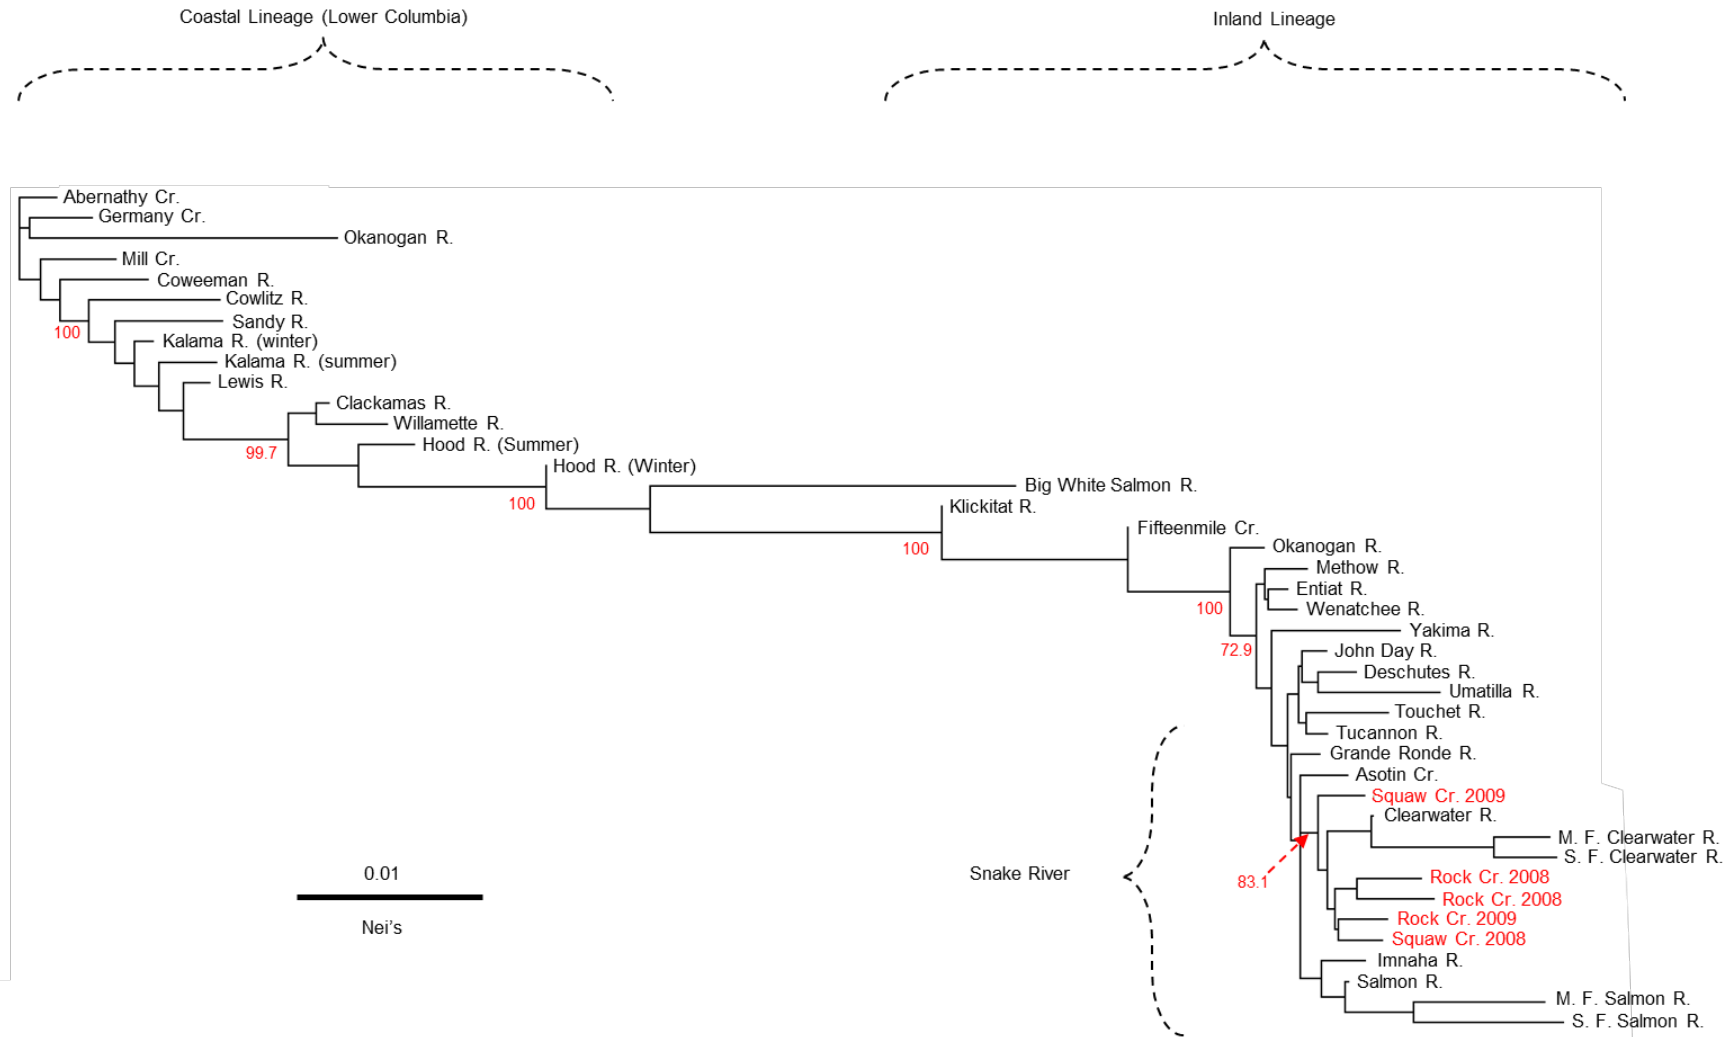 Coastal Lineage (Lower Columbia)
Inland Lineage
Abernathy Cr.
Germany Cr.
Okanogan R.
Mill Cr.
Coweeman R.
Cowlitz R.
Sandy R.
100
Kalama R. (winter)
Kalama R. (summer)
Lewis R.
Clackamas R.
Willamette R.
Hood R. (Summer)
99.7
Hood R. (Winter)
Big White Salmon R.
100
Klickitat R.
Fifteenmile Cr.
100
Okanogan R.
Methow R.
Entiat R.
Wenatchee R.
100
Yakima R.
72.9
John Day R.
Deschutes R.
Umatilla R.
Touchet R.
Tucannon R.
Grande Ronde R.
Asotin Cr.
Squaw Cr. 2009
Clearwater R.
M. F. Clearwater R.
S. F. Clearwater R.
Snake River
83.1
Rock Cr. 2008
Rock Cr. 2008
Rock Cr. 2009
Squaw Cr. 2008
Imnaha R.
Salmon R.
M. F. Salmon R.
S. F. Salmon R.
0.01
Nei's